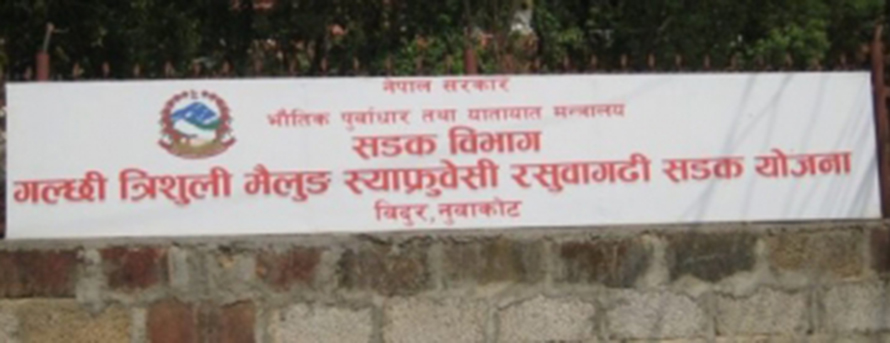 नेपाल सरकार
भौतिक पुर्वाधार तथा यातायात मन्त्रालय
सडक विभाग
गल्छी त्रिशुली मैलुङ स्याफ्रुवेसी रसुवागढी सडक योजना
विदुर,नुवाकोट